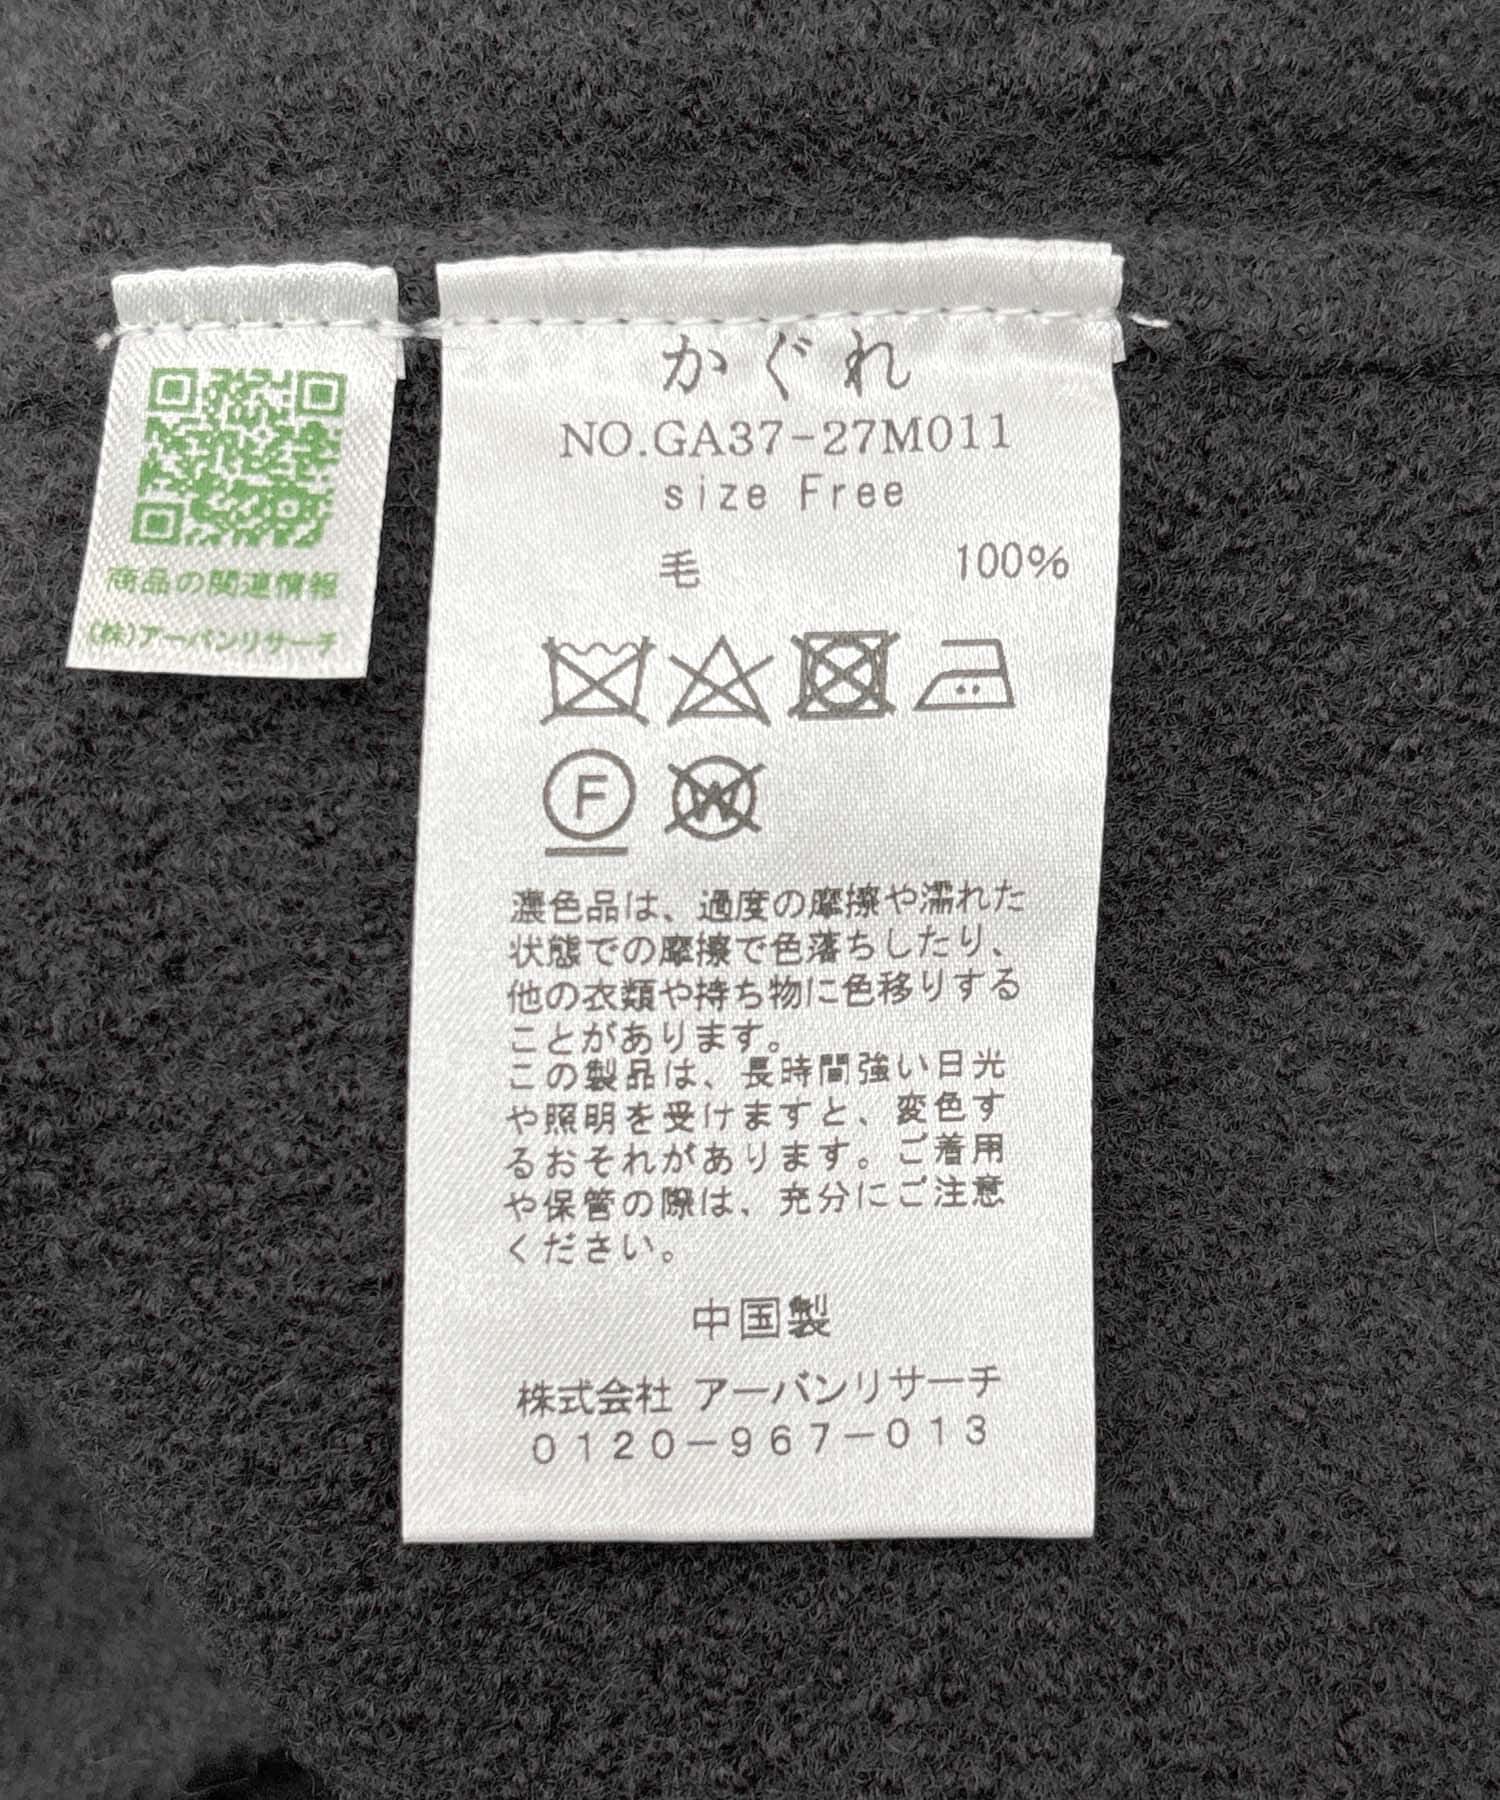 かぐれ
NO.GA37-27M011
size Free
毛 100%
F
W
濃色品は、過度の摩擦や濡れた
状態での摩擦で色落ちしたり、
他の衣類や持ち物に色移りする
ことがあります。
この製品は、長時間強い日光
や照明を受けますと、変色す
るおそれがあります。ご着用
や保管の際は、充分にご注意
ください。
中国製
株式会社 アーバンリサーチ
0120-967-013
商品の関連情報
(株)アーバンリサーチ